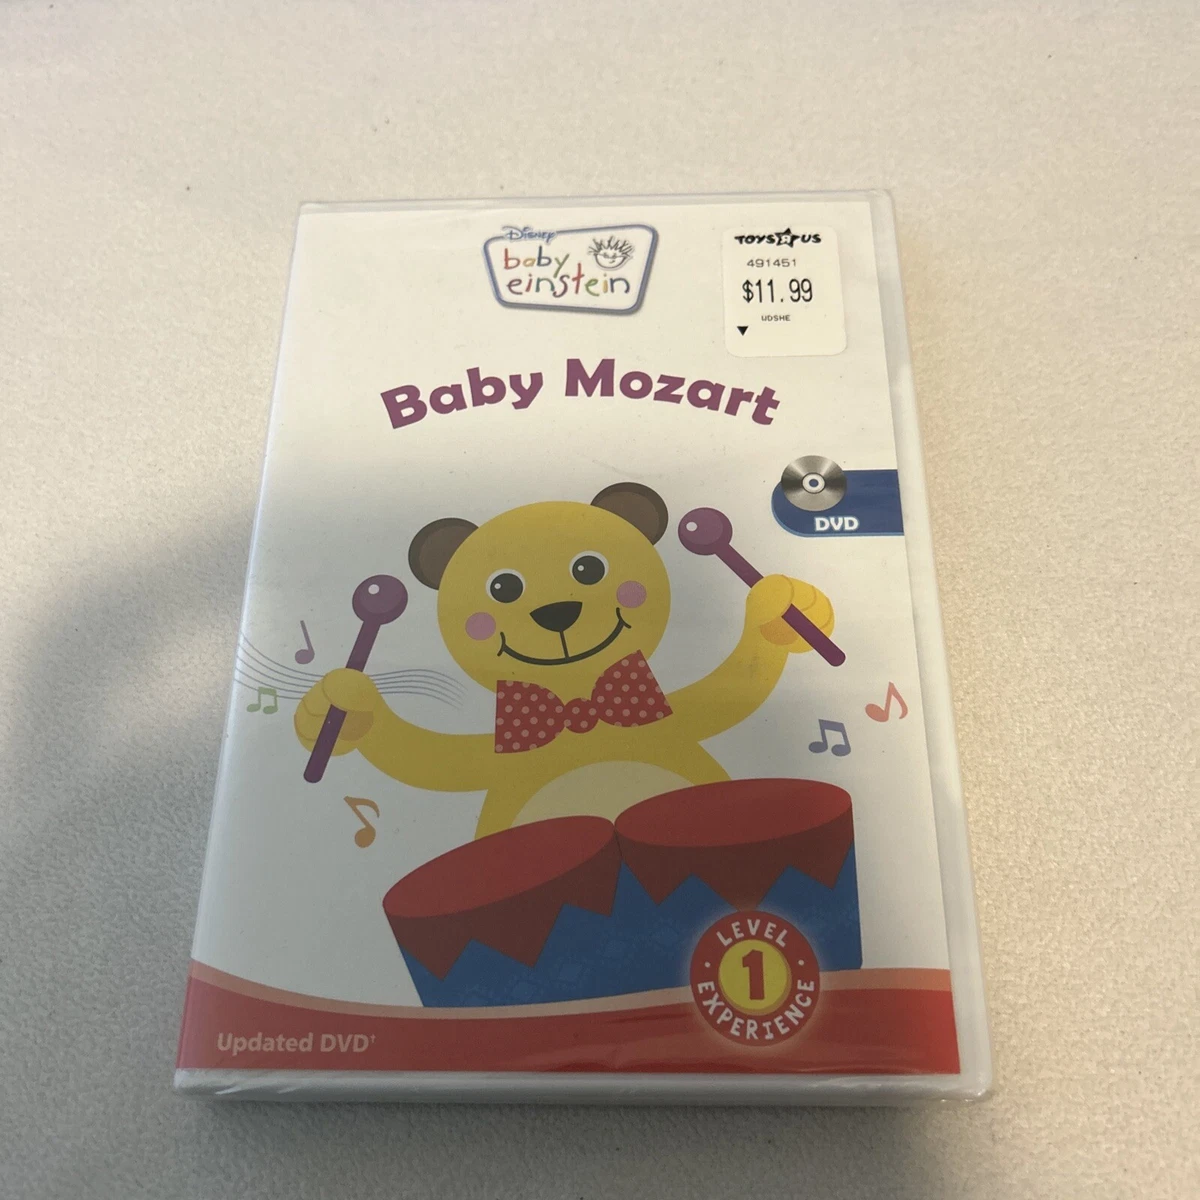 Disney
baby
einstein
TOYS R US
491451
$11.99
UDSHE
Baby Mozart
DVD
LEVEL
1
EXPERIENCE
Updated DVD†